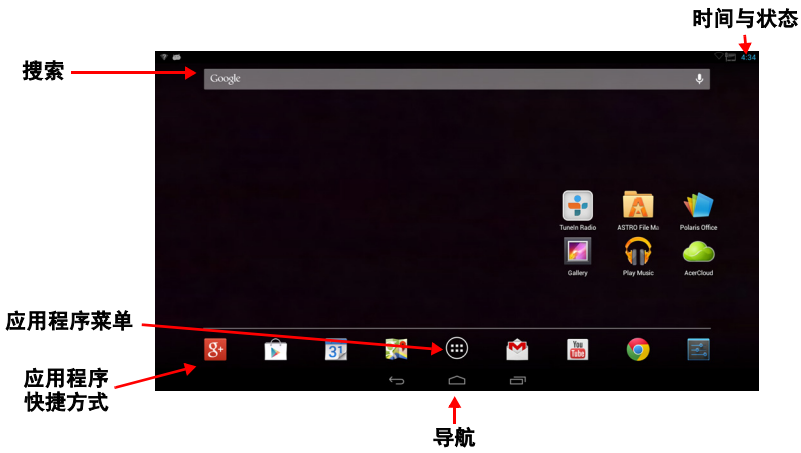 时间与状态
搜索
4:34
Google
TuneIn Radio
ASTRO File Ma
Polaris Office
Gallery
Play Music
AcerCloud
应用程序菜单
g+
31
You
Tube
应用程序
快捷方式
导航